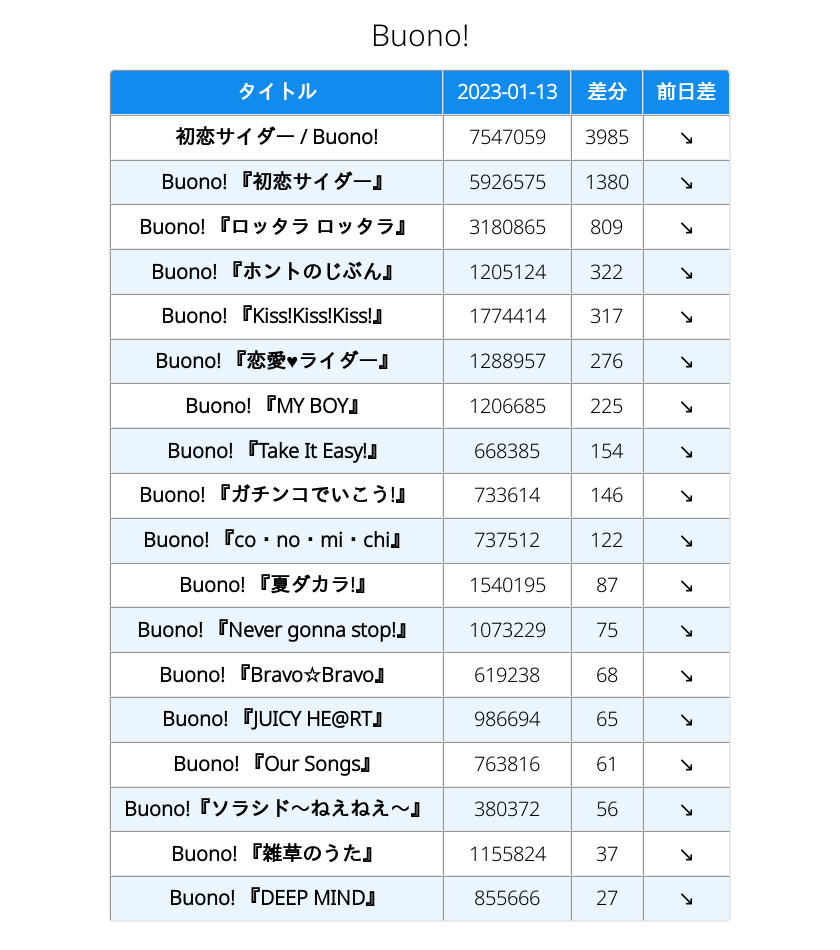 Buono!
タイトル 2023-01-13 差分 前日差
初恋サイダー / Buono! 7547059 3985 ↘
Buono! 『初恋サイダー』 5926575 1380 ↘
Buono! 『ロッタラ ロッタラ』 3180865 809 ↘
Buono! 『ホントのじぶん』 1205124 322 ↘
Buono! 『Kiss!Kiss!Kiss!』 1774414 317 ↘
Buono! 『恋愛♥ライダー』 1288957 276 ↘
Buono! 『MY BOY』 1206685 225 ↘
Buono! 『Take It Easy!』 668385 154 ↘
Buono! 『ガチンコでいこう!』 733614 146 ↘
Buono! 『co・no・mi・chi』 737512 122 ↘
Buono! 『夏ダカラ!』 1540195 87 ↘
Buono! 『Never gonna stop!』 1073229 75 ↘
Buono! 『Bravo☆Bravo』 619238 68 ↘
Buono! 『JUICY HE@RT』 986694 65 ↘
Buono! 『Our Songs』 763816 61 ↘
Buono!『ソラシド〜ねえねえ〜』 380372 56 ↘
Buono! 『雑草のうた』 1155824 37 ↘
Buono! 『DEEP MIND』 855666 27 ↘